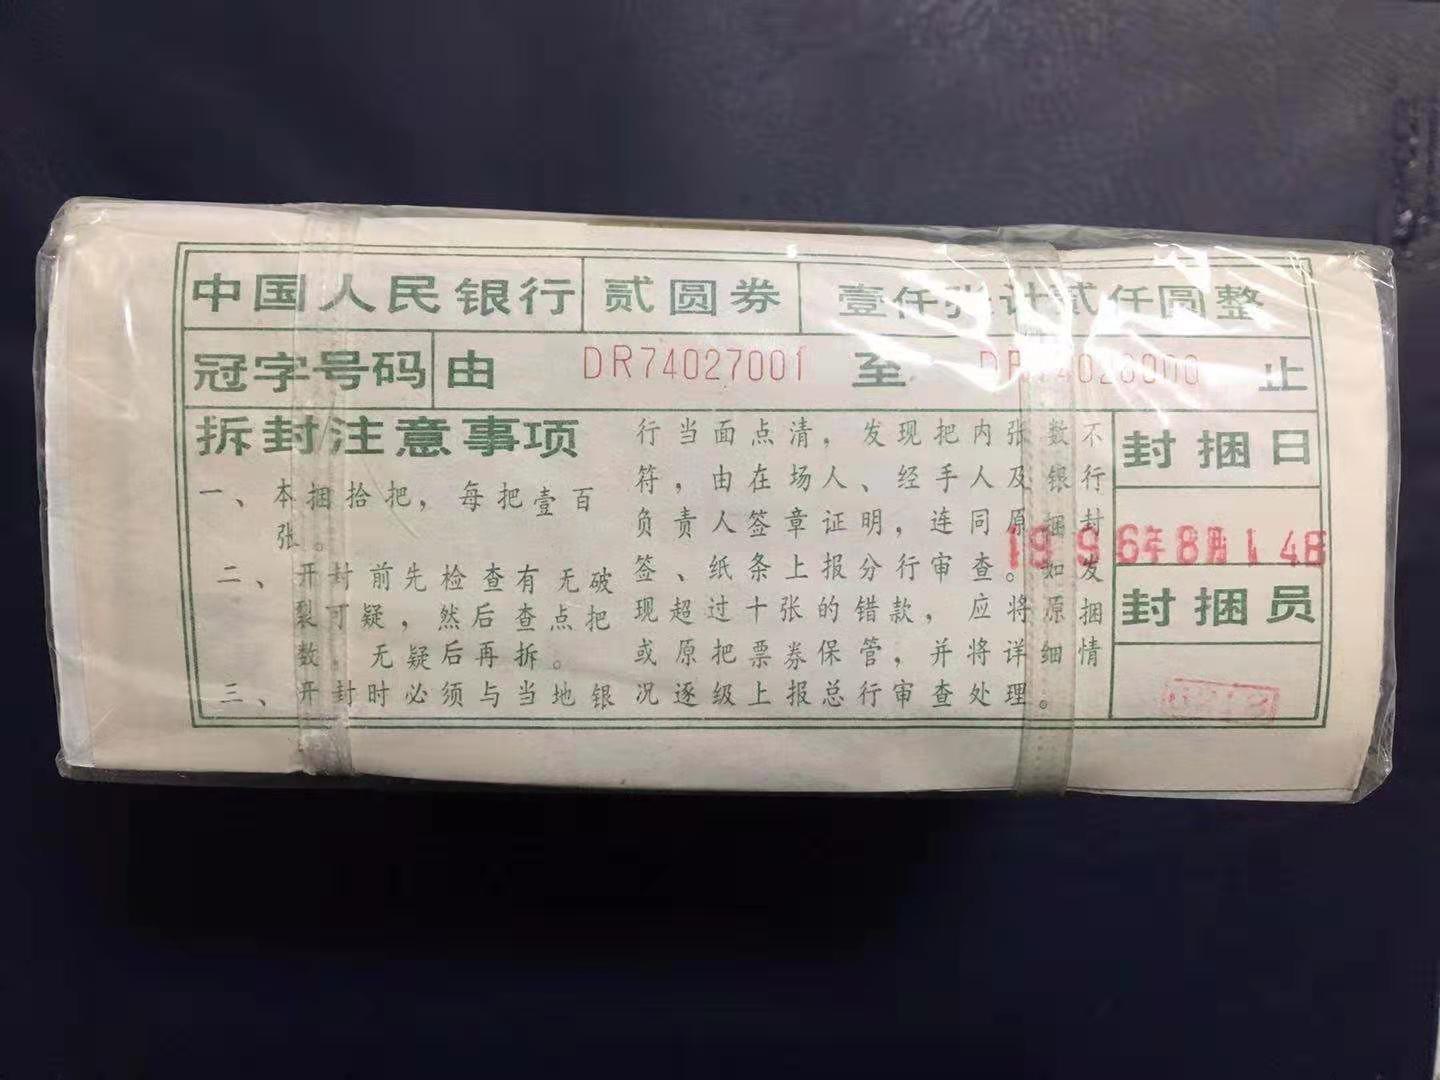 中国人民银行 贰圆券 壹仟张计贰仟圆整
冠字号码 由 DR74027001 至 DR74028000 止
拆封注意事项
一、本捆拾把，每把壹百
张。
二、开封前先检查有无破
裂可疑，然后查点把
数，无疑后再拆。
三、开封时必须与当地银
行当面点清，发现把内张数不
符，由在场人、经手人及银行
负责人签章证明，连同原捆封
签、纸条上报分行审查。如发
现超过十张的错款，应将原捆
或原把票券保管，并将详细情
况逐级上报总行审查处理。
封捆日
1996年8月14日
封捆员